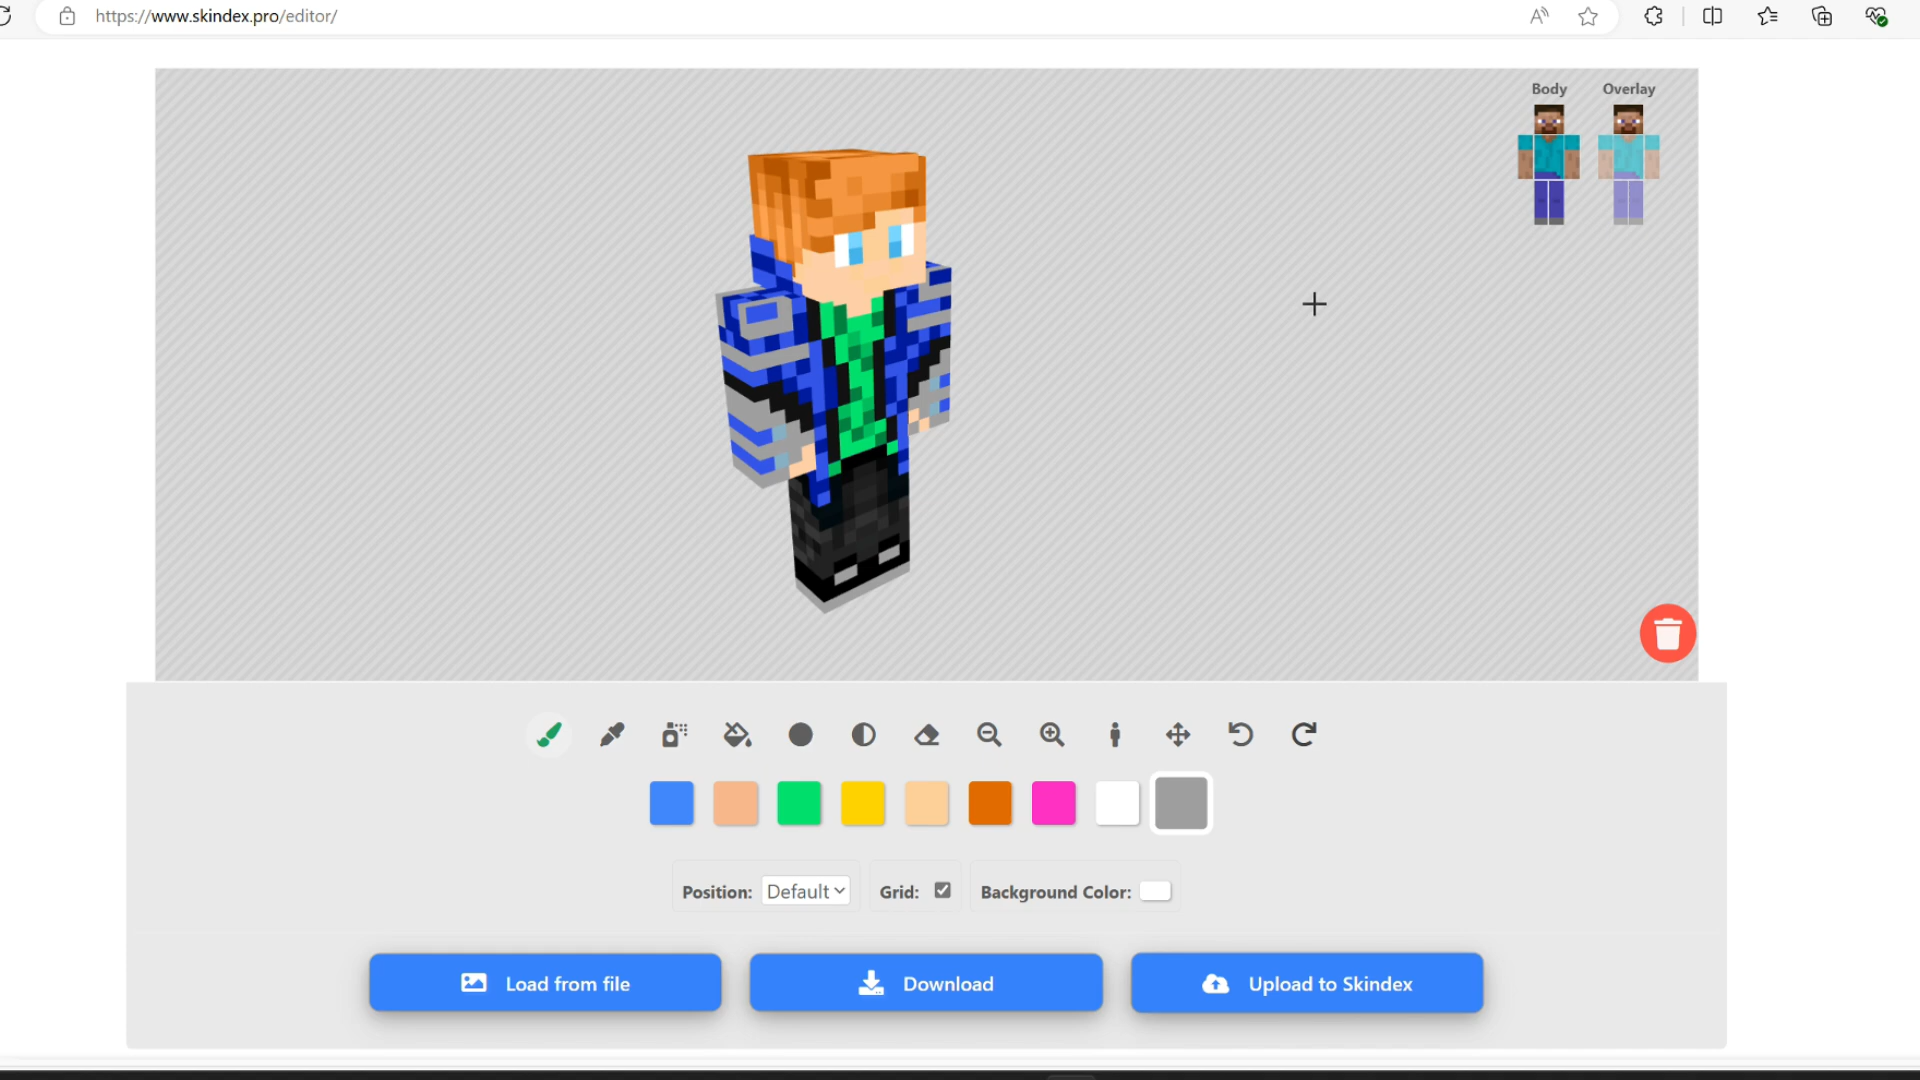 https://www.skindex.pro/editor/
Body Overlay
Position: Default Grid: Background Color:
Load from file Download Upload to Skindex